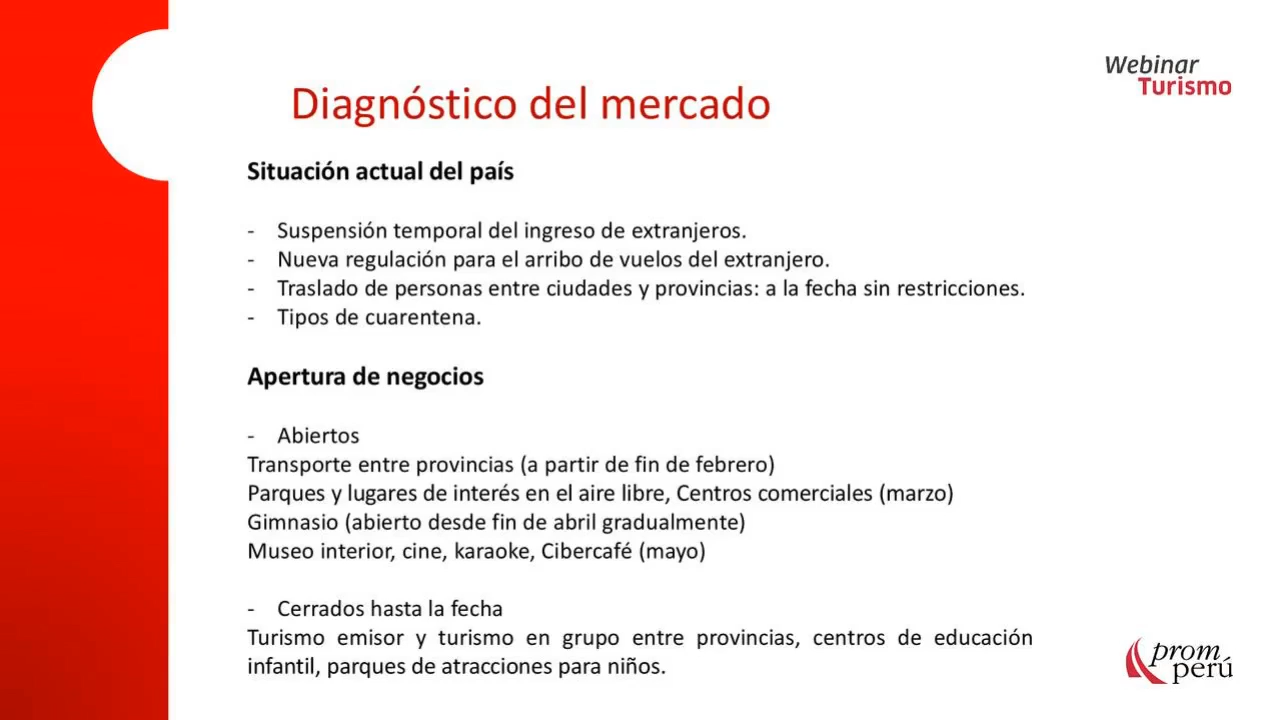 Webinar
Turismo
Diagnóstico del mercado
Situación actual del país
- Suspensión temporal del ingreso de extranjeros.
- Nueva regulación para el arribo de vuelos del extranjero.
- Traslado de personas entre ciudades y provincias: a la fecha sin restricciones.
- Tipos de cuarentena.
Apertura de negocios
- Abiertos
Transporte entre provincias (a partir de fin de febrero)
Parques y lugares de interés en el aire libre, Centros comerciales (marzo)
Gimnasio (abierto desde fin de abril gradualmente)
Museo interior, cine, karaoke, Cibercafé (mayo)
- Cerrados hasta la fecha
Turismo emisor y turismo en grupo entre provincias, centros de educación
infantil, parques de atracciones para niños.
prom
perú